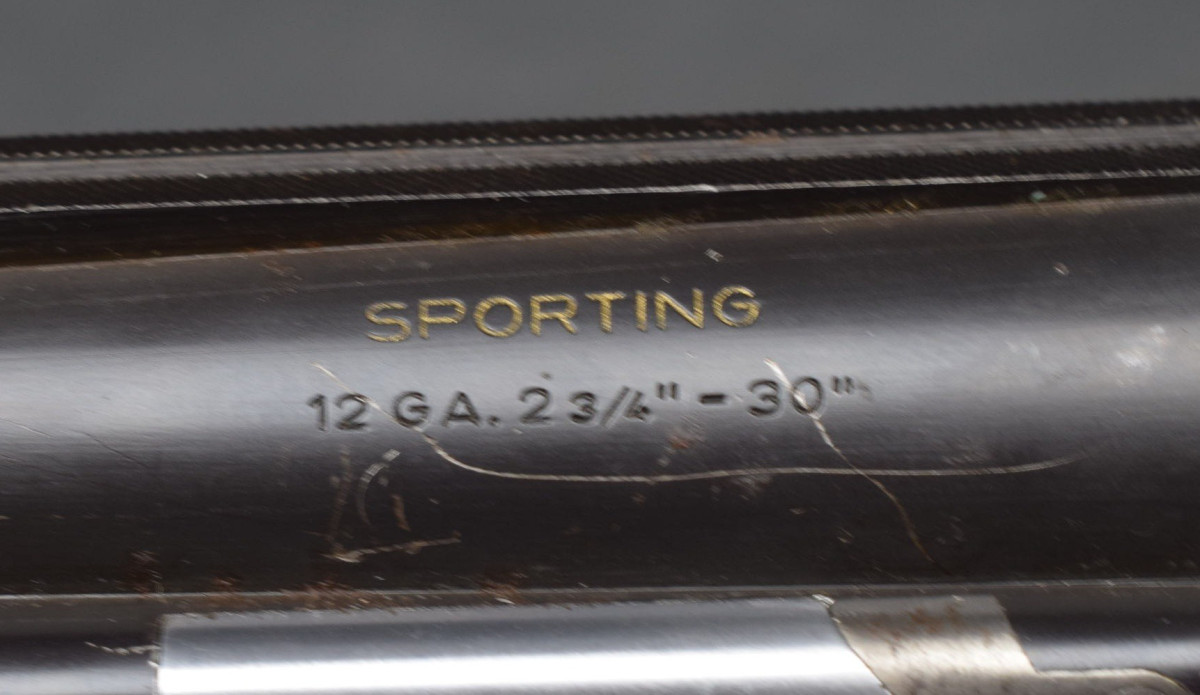 SPORTING
12 GA. 2 3/4" - 30"